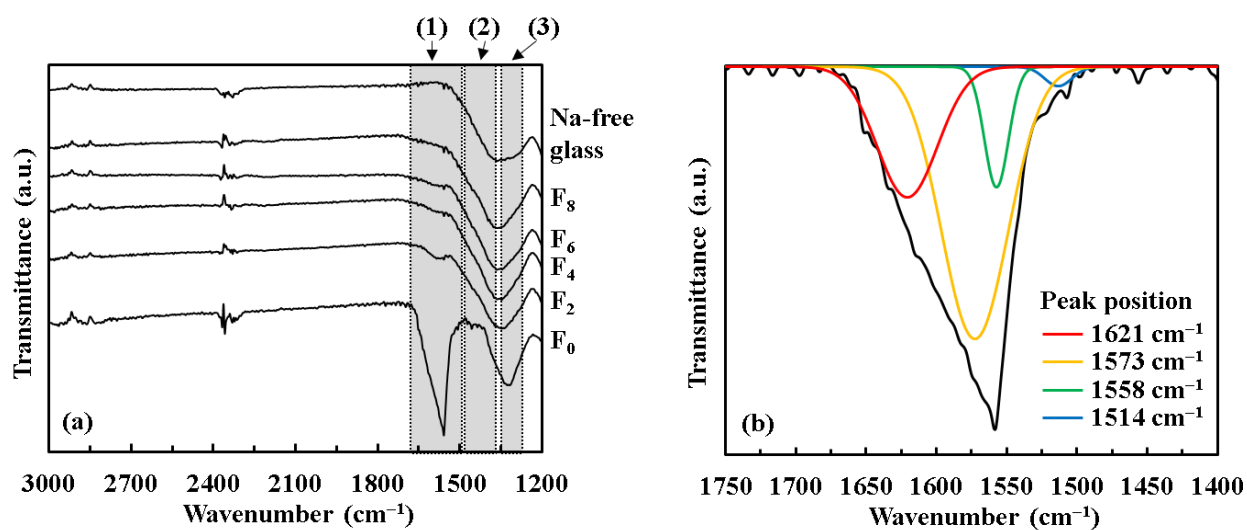 (1) (2) (3)
Na-free
glass
F₈
F₆
F₄
F₂
F₀
Transmittance (a.u.)
(a)
3000 2700 2400 2100 1800 1500 1200
Wavenumber (cm⁻¹)
Transmittance (a.u.)
Peak position
1621 cm⁻¹
1573 cm⁻¹
1558 cm⁻¹
1514 cm⁻¹
(b)
1750 1700 1650 1600 1550 1500 1450 1400
Wavenumber (cm⁻¹)